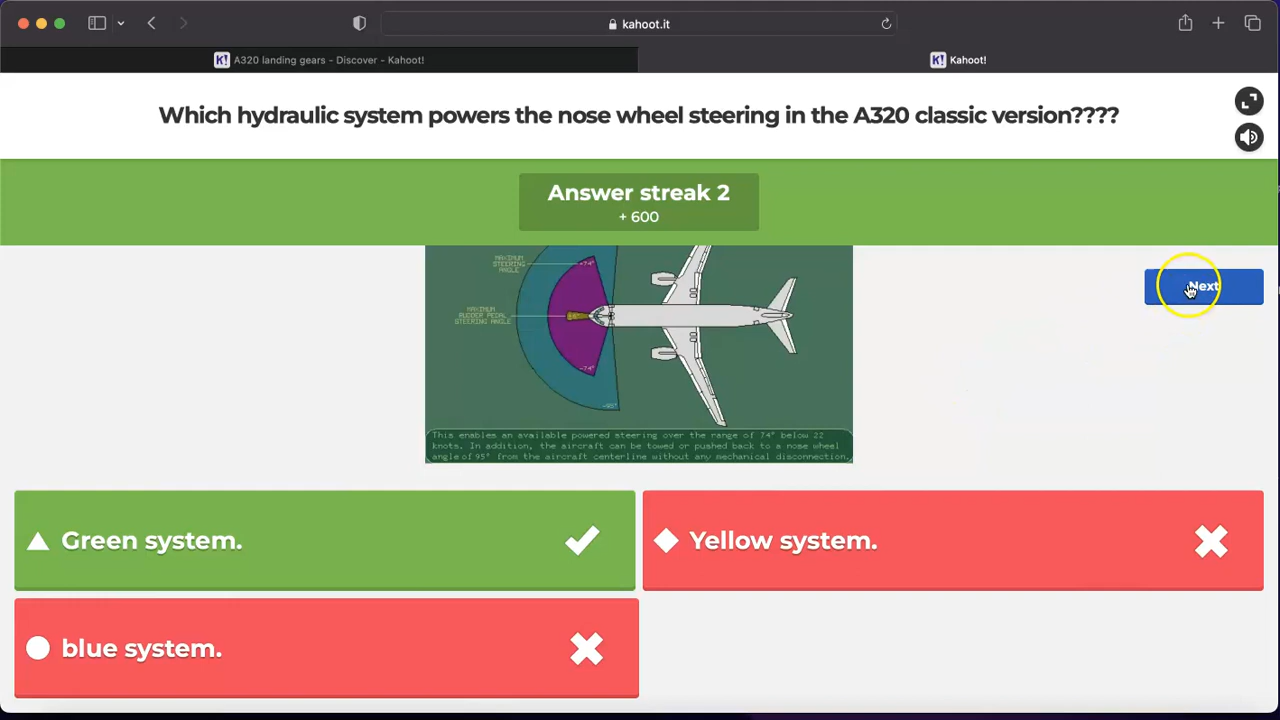 kahoot.it
A320 landing gears - Discover - Kahoot!
Kahoot!
Which hydraulic system powers the nose wheel steering in the A320 classic version????
Answer streak 2
+ 600
Next
MAXIMUM
STEERING
ANGLE
+74°
MAXIMUM
RUDDER PEDAL
STEERING ANGLE
-74°
-95°
This enables an available powered steering over the range of 74° below 22
knots. In addition, the aircraft can be towed or pushed back to a nose wheel
angle of 95° from the aircraft centerline without any mechanical disconnection.
Green system.
Yellow system.
blue system.